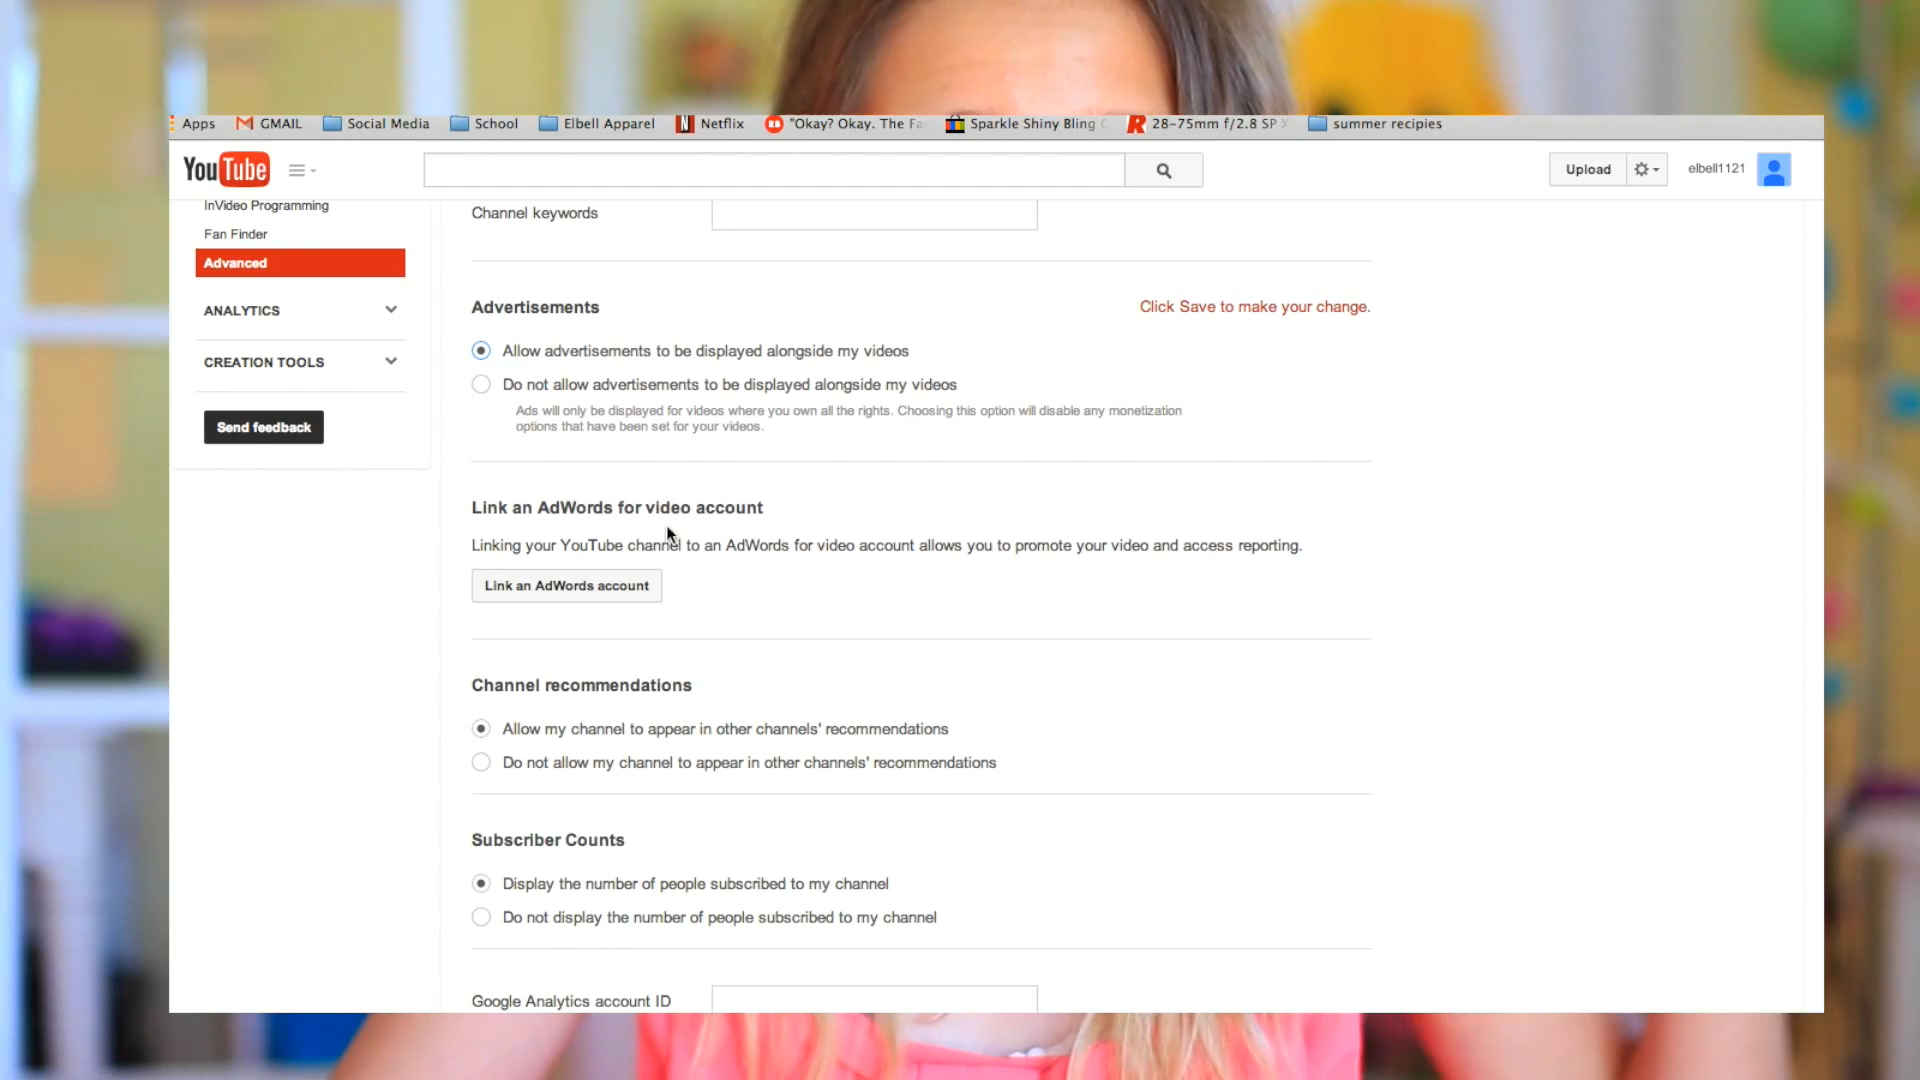 Apps GMAIL Social Media School Elbell Apparel Netflix "Okay? Okay. The Fa Sparkle Shiny Bling 28-75mm f/2.8 SP summer recipies
YouTube Upload elbell1121
InVideo Programming
Fan Finder
Advanced
ANALYTICS
CREATION TOOLS
Send feedback
Channel keywords
Advertisements Click Save to make your change.
Allow advertisements to be displayed alongside my videos
Do not allow advertisements to be displayed alongside my videos
Ads will only be displayed for videos where you own all the rights. Choosing this option will disable any monetization
options that have been set for your videos.
Link an AdWords for video account
Linking your YouTube channel to an AdWords for video account allows you to promote your video and access reporting.
Link an AdWords account
Channel recommendations
Allow my channel to appear in other channels' recommendations
Do not allow my channel to appear in other channels' recommendations
Subscriber Counts
Display the number of people subscribed to my channel
Do not display the number of people subscribed to my channel
Google Analytics account ID